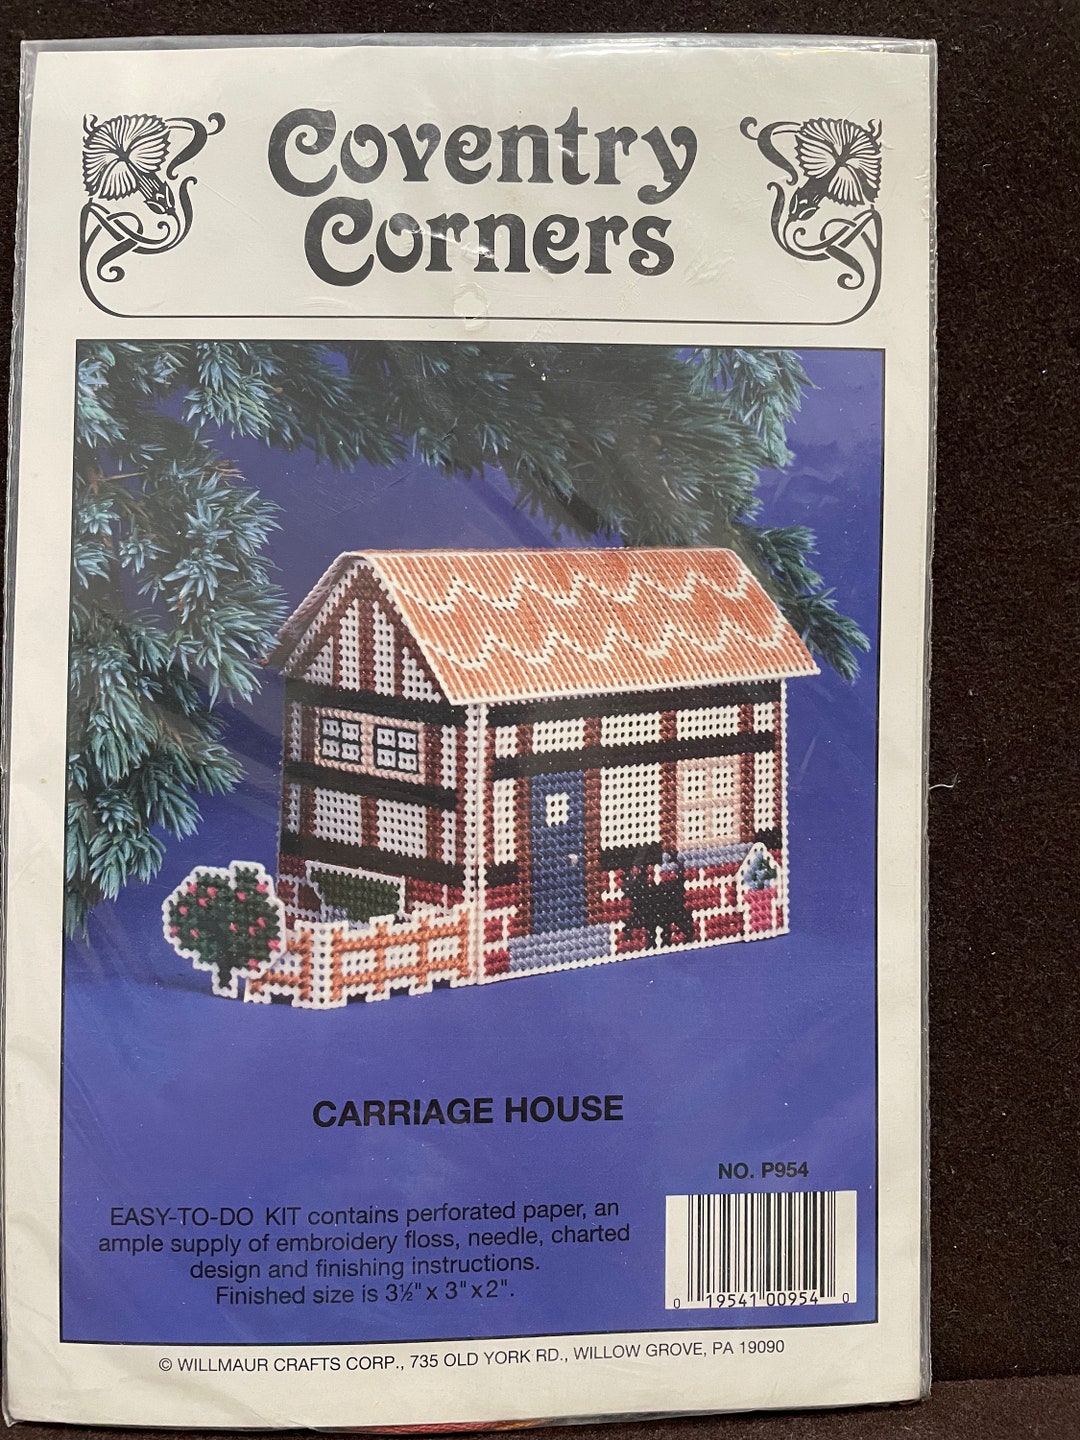 Coventry
Corners
CARRIAGE HOUSE
NO. P954
EASY-TO-DO KIT contains perforated paper, an
ample supply of embroidery floss, needle, charted
design and finishing instructions.
Finished size is 3½" x 3" x 2".
0 19541 00954 0
© WILLMAUR CRAFTS CORP., 735 OLD YORK RD., WILLOW GROVE, PA 19090